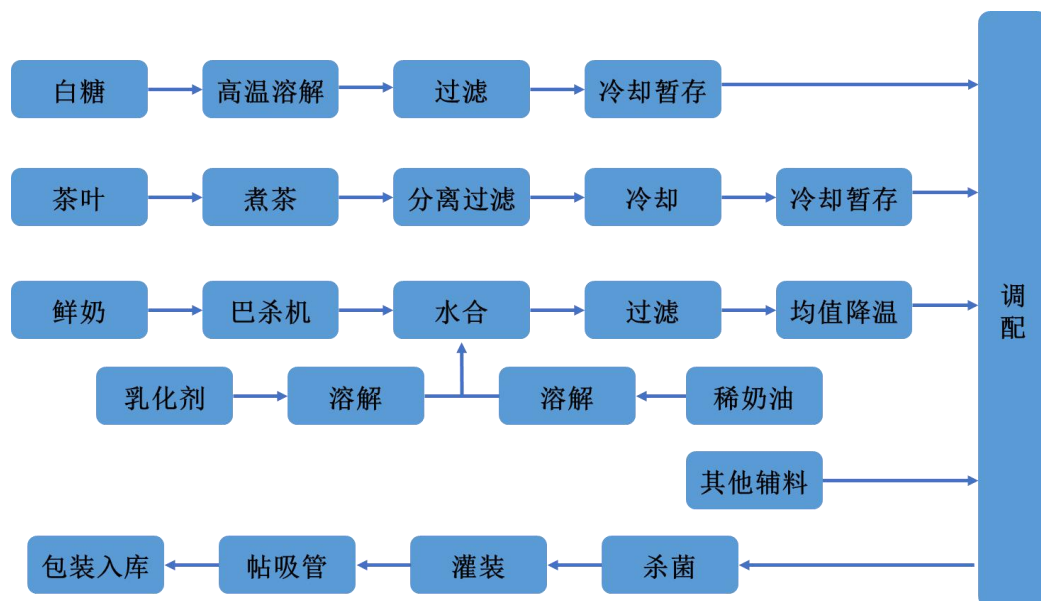 白糖
高温溶解
过滤
冷却暂存
茶叶
煮茶
分离过滤
冷却
冷却暂存
鲜奶
巴杀机
水合
过滤
均值降温
调配
乳化剂
溶解
溶解
稀奶油
其他辅料
包装入库
帖吸管
灌装
杀菌